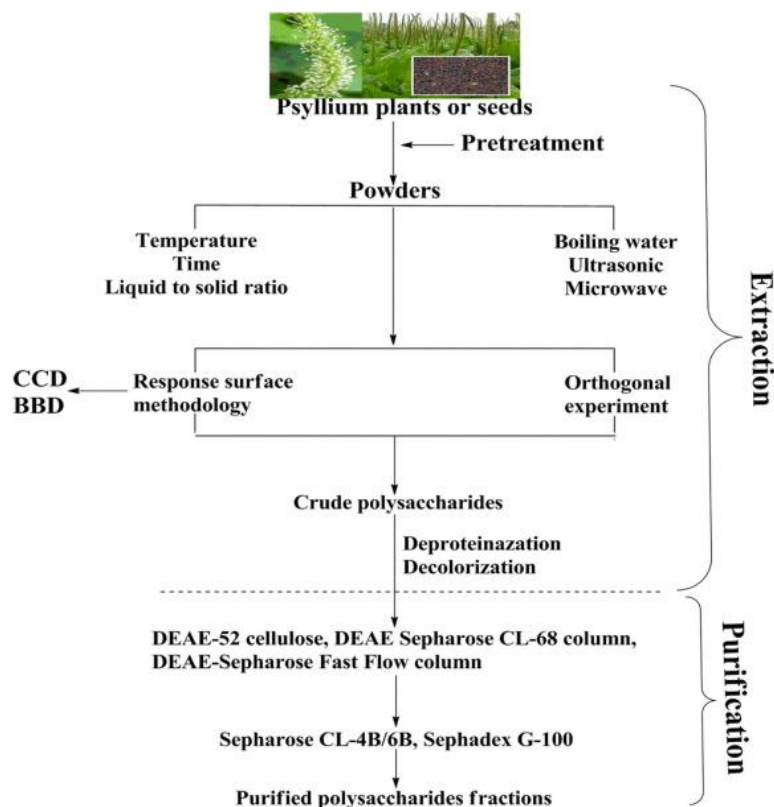 Psyllium plants or seeds
Pretreatment
Powders
Temperature
Time
Liquid to solid ratio
Boiling water
Ultrasonic
Microwave
Extraction
CCD
BBD
Response surface
methodology
Orthogonal
experiment
Crude polysaccharides
Deproteinazation
Decolorization
DEAE-52 cellulose, DEAE Sepharose CL-68 column,
DEAE-Sepharose Fast Flow column
Purification
Sepharose CL-4B/6B, Sephadex G-100
Purified polysaccharides fractions